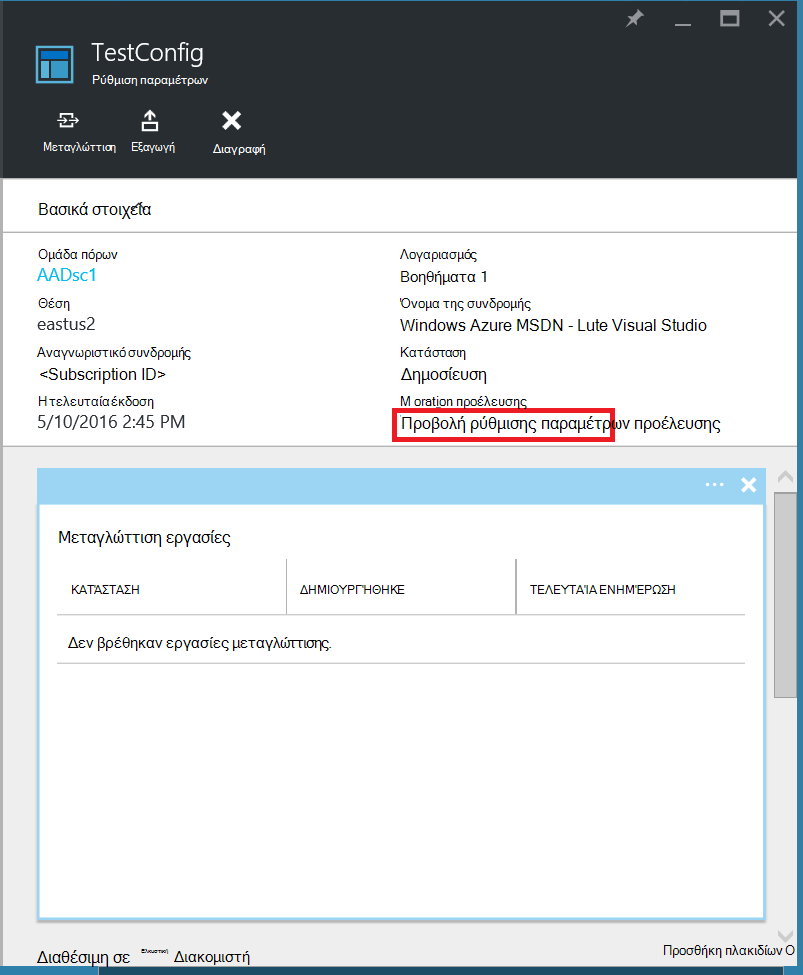 TestConfig
Ρύθμιση παραμέτρων
Μεταγλώττιση Εξαγωγή Διαγραφή
Βασικά στοιχεία
Ομάδα πόρων
AADsc1
Θέση
eastus2
Αναγνωριστικό συνδρομής
<Subscription ID>
Η τελευταία έκδοση
5/10/2016 2:45 PM
Λογαριασμός
Βοηθήματα 1
Όνομα της συνδρομής
Windows Azure MSDN - Lute Visual Studio
Κατάσταση
Δημοσίευση
M oration προέλευσης
Προβολή ρύθμισης παραμέτρων προέλευσης
Μεταγλώττιση εργασίες
ΚΑΤΆΣΤΑΣΗ ΔΗΜΙΟΥΡΓΉΘΗΚΕ ΤΕΛΕΥΤΑΊΑ ΕΝΗΜΈΡΩΣΗ
Δεν βρέθηκαν εργασίες μεταγλώττισης.
Διαθέσιμη σε Ελκυστική Διακομιστή
Προσθήκη πλακιδίων Ο